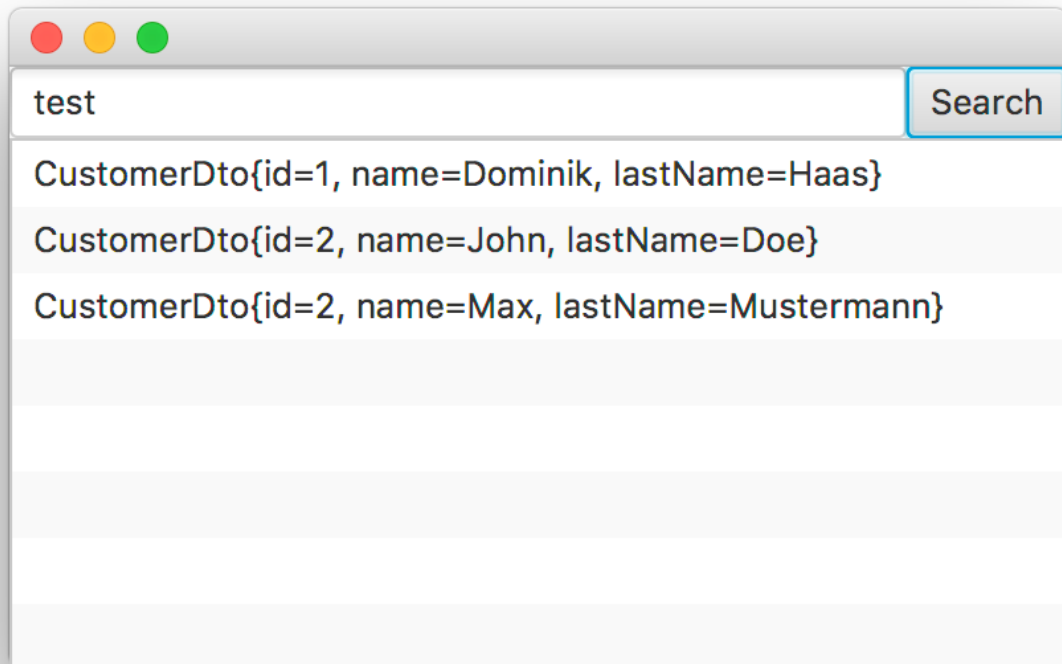 test
Search
CustomerDto{id=1, name=Dominik, lastName=Haas}
CustomerDto{id=2, name=John, lastName=Doe}
CustomerDto{id=2, name=Max, lastName=Mustermann}